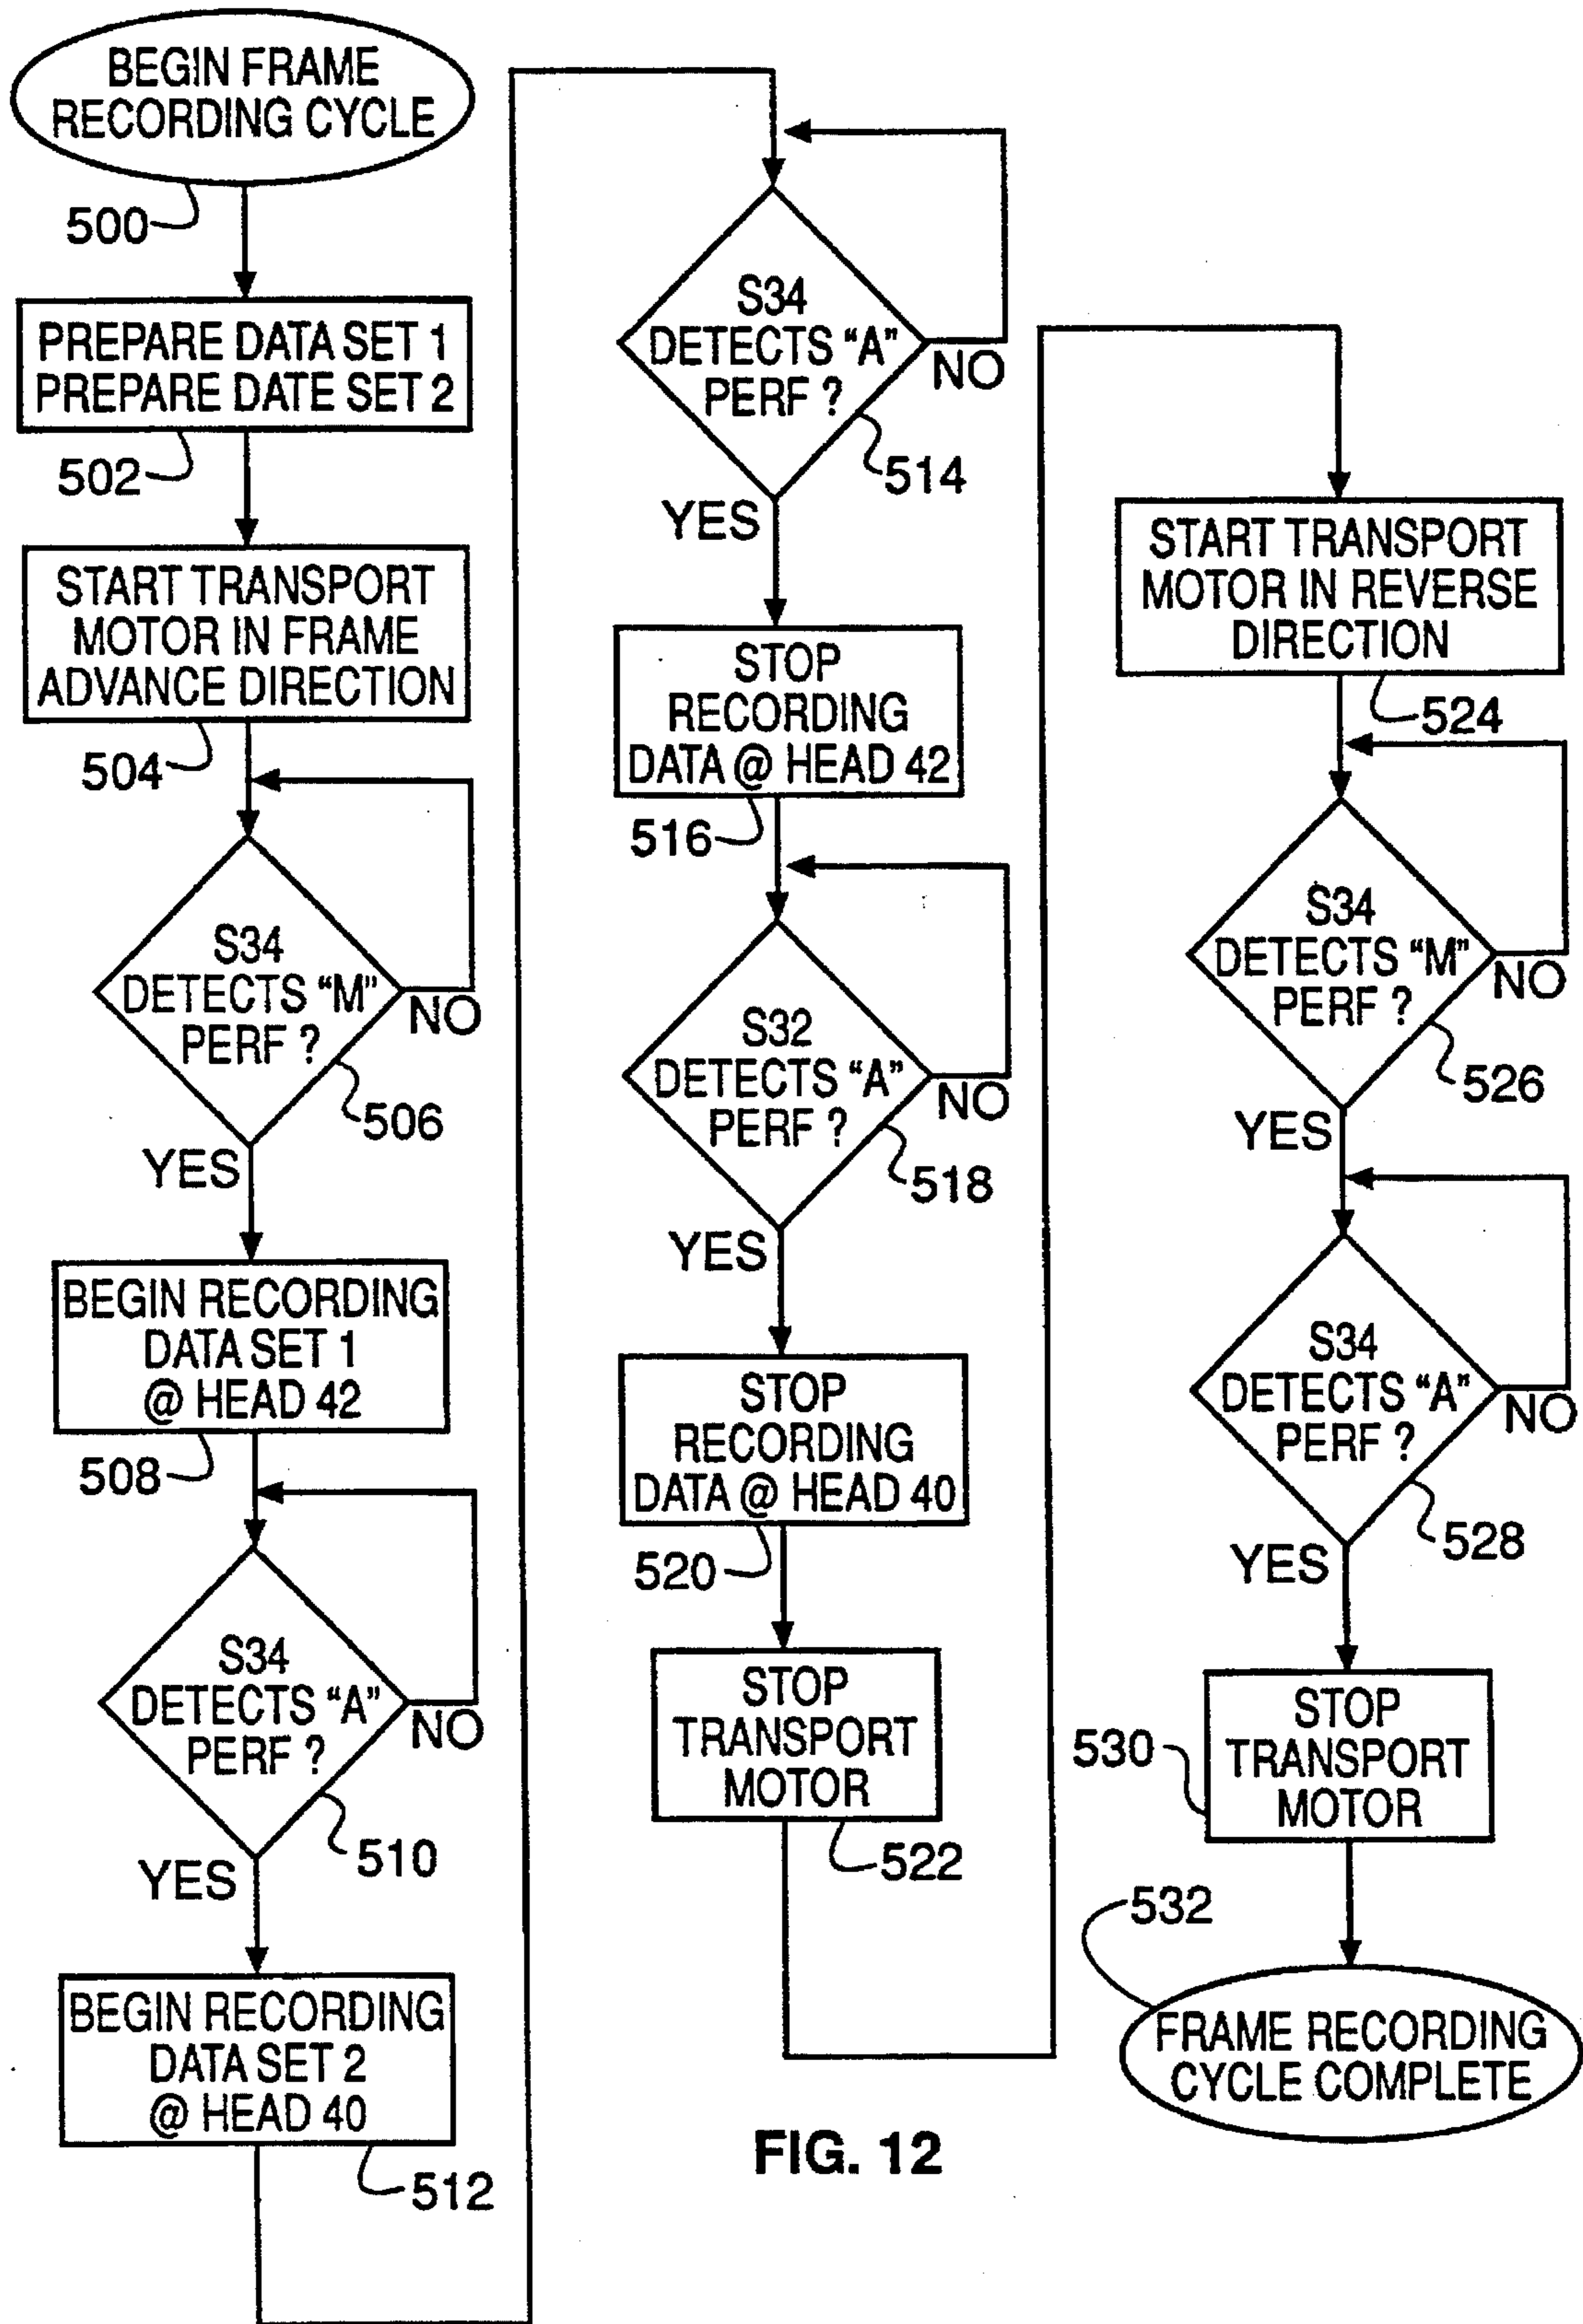 BEGIN FRAME
RECORDING CYCLE
500
PREPARE DATA SET 1
PREPARE DATE SET 2
502
START TRANSPORT
MOTOR IN FRAME
ADVANCE DIRECTION
504
S34
DETECTS “M”
PERF ?
NO
506
YES
BEGIN RECORDING
DATA SET 1
@ HEAD 42
508
S34
DETECTS “A”
PERF ?
NO
510
YES
BEGIN RECORDING
DATA SET 2
@ HEAD 40
512
S34
DETECTS “A”
PERF ?
NO
514
YES
STOP
RECORDING
DATA @ HEAD 42
516
S32
DETECTS “A”
PERF ?
NO
518
YES
STOP
RECORDING
DATA @ HEAD 40
520
STOP
TRANSPORT
MOTOR
522
START TRANSPORT
MOTOR IN REVERSE
DIRECTION
524
S34
DETECTS “M”
PERF ?
NO
526
YES
S34
DETECTS “A”
PERF ?
NO
528
YES
STOP
TRANSPORT
MOTOR
530
532
FRAME RECORDING
CYCLE COMPLETE
FIG. 12